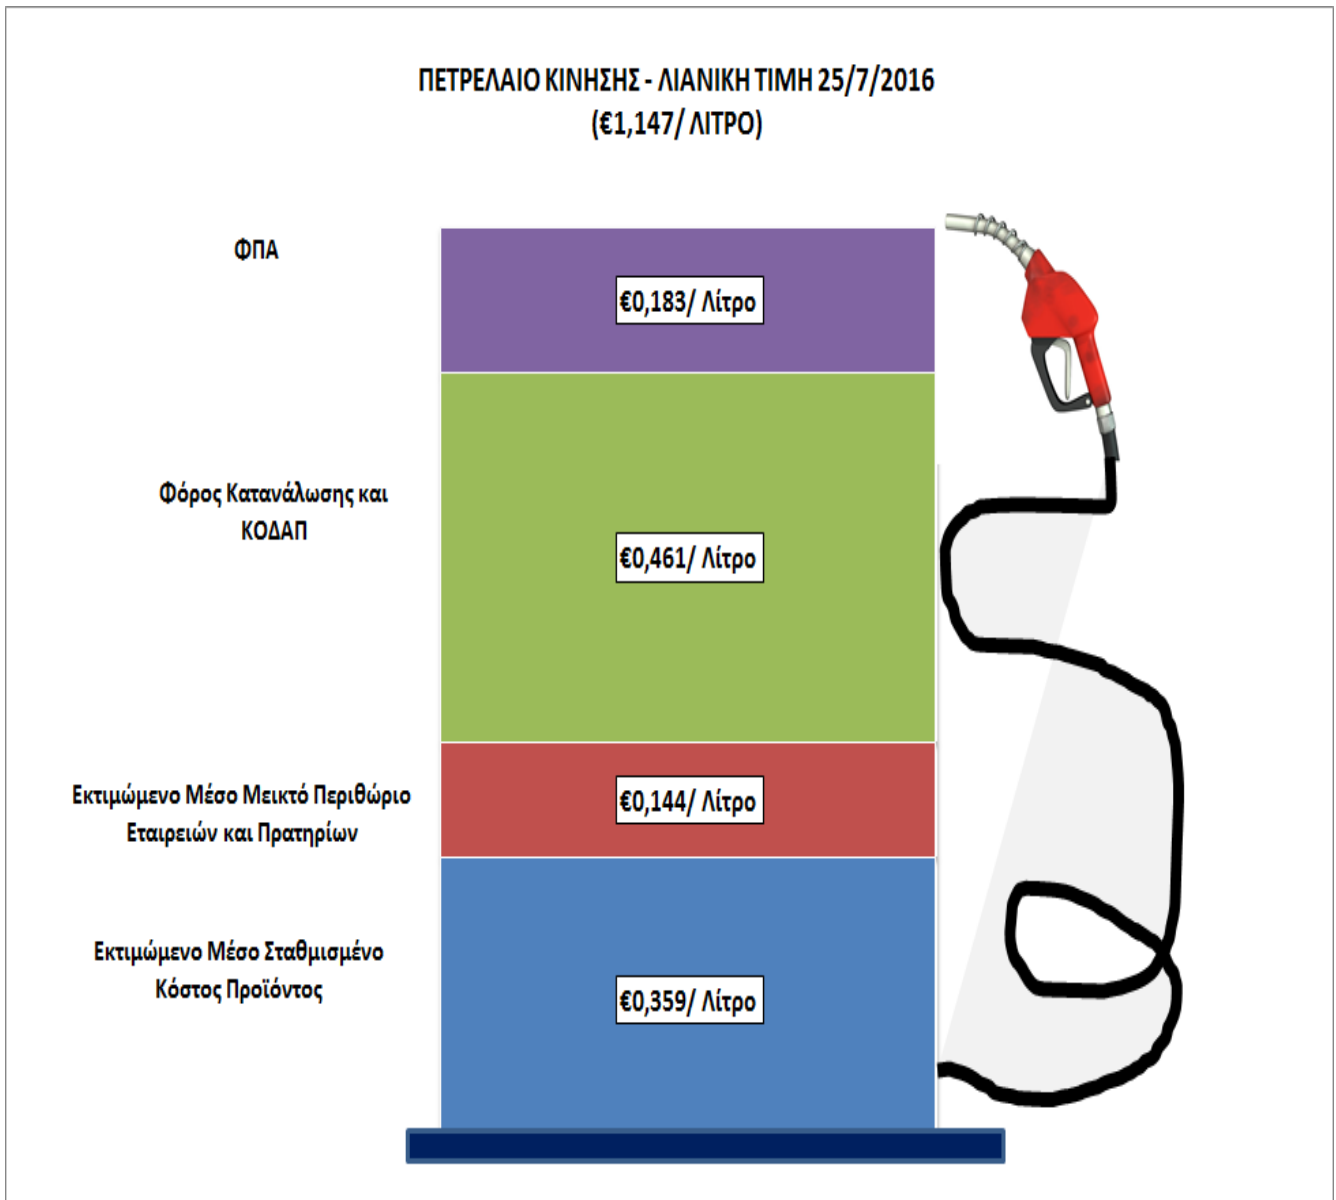 ΠΕΤΡΕΛΑΙΟ ΚΙΝΗΣΗΣ - ΛΙΑΝΙΚΗ ΤΙΜΗ 25/7/2016
(€1,147/ ΛΙΤΡΟ)
ΦΠΑ
€0,183/ Λίτρο
Φόρος Κατανάλωσης και
ΚΟΔΑΠ
€0,461/ Λίτρο
Εκτιμώμενο Μέσο Μεικτό Περιθώριο
Εταιρειών και Πρατηρίων
€0,144/ Λίτρο
Εκτιμώμενο Μέσο Σταθμισμένο
Κόστος Προϊόντος
€0,359/ Λίτρο